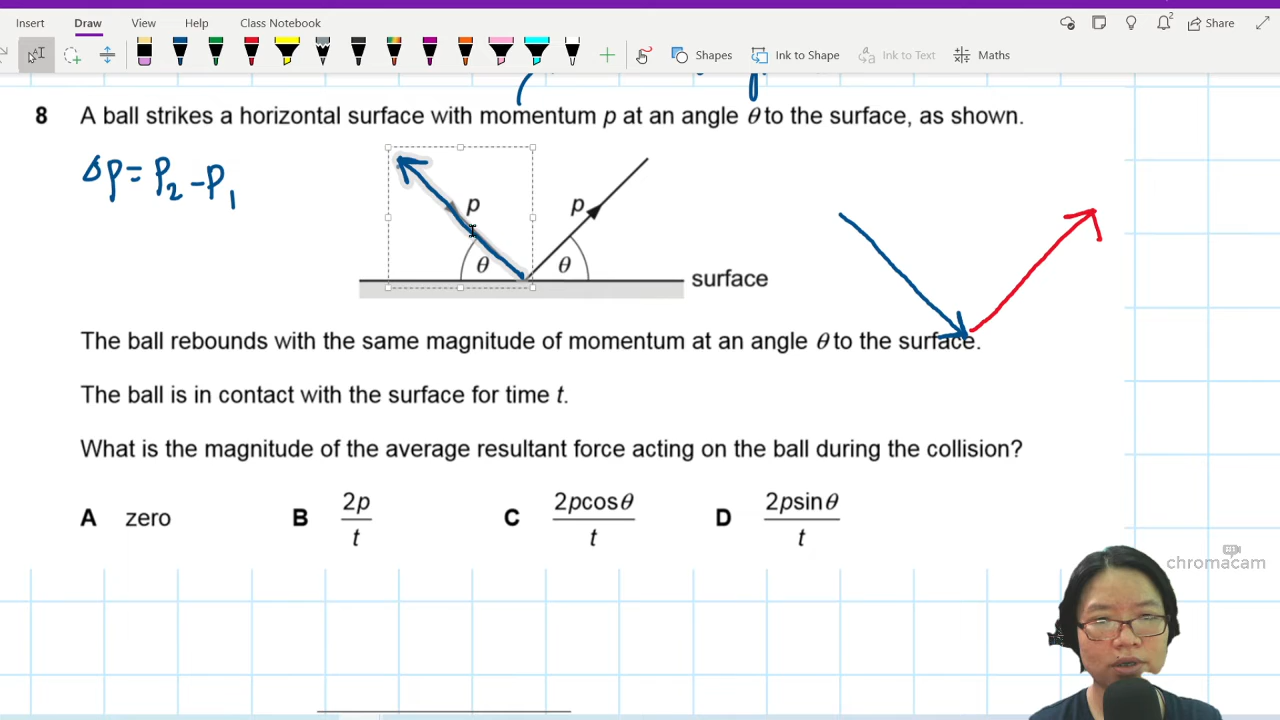 Insert Draw View Help Class Notebook Share
Shapes Ink to Shape Ink to Text Maths
8 A ball strikes a horizontal surface with momentum p at an angle θ to the surface, as shown.
Δp = p₂ - p₁
p p
θ θ
surface
The ball rebounds with the same magnitude of momentum at an angle θ to the surface.
The ball is in contact with the surface for time t.
What is the magnitude of the average resultant force acting on the ball during the collision?
A zero B 2p/t C 2pcosθ/t D 2psinθ/t
chromacam